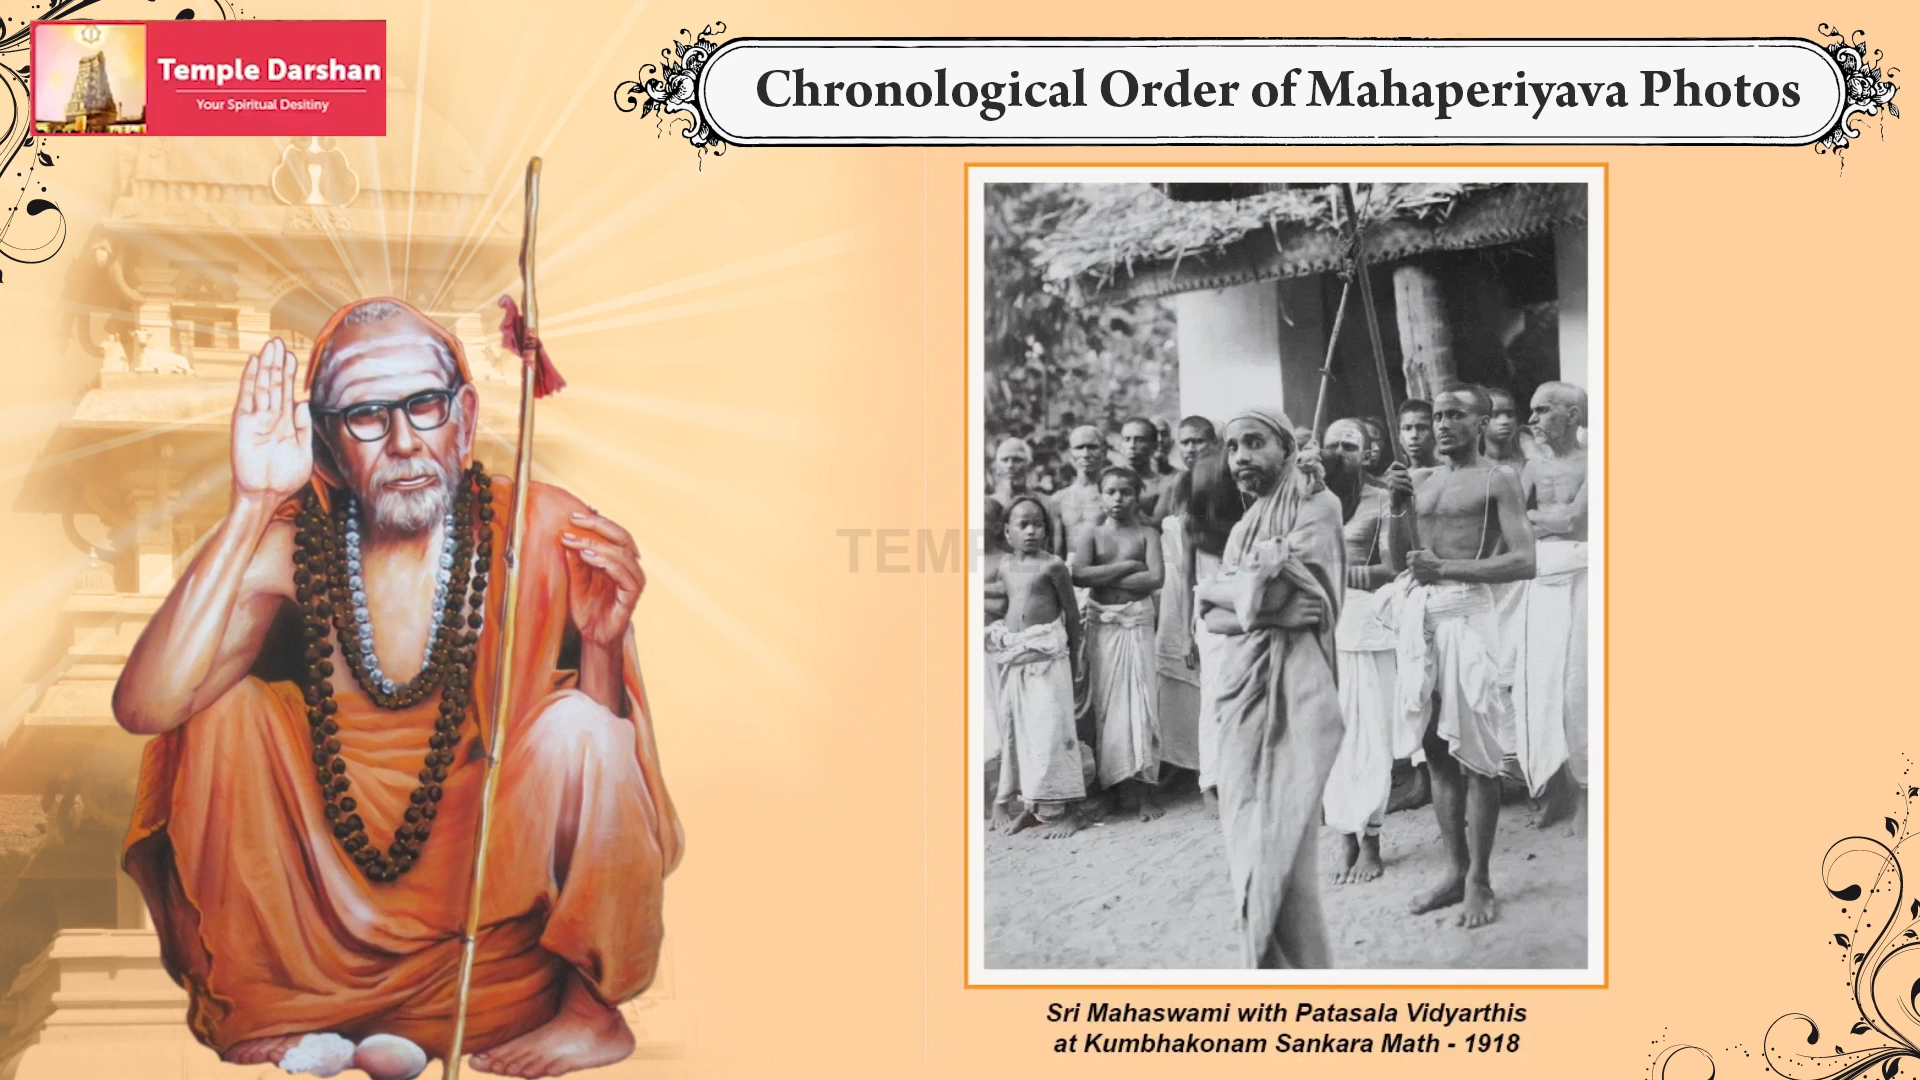 Temple Darshan
Your Spiritual Desitiny
Chronological Order of Mahaperiyava Photos
Sri Mahaswami with Patasala Vidyarthis
at Kumbhakonam Sankara Math - 1918